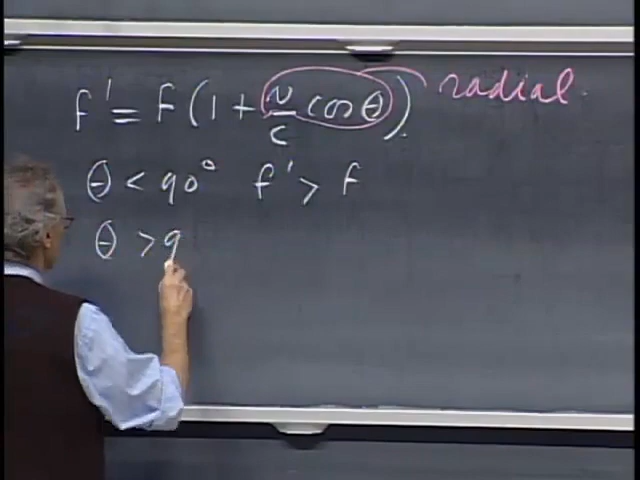 f' = f (1 + v/c cos θ) radial
θ < 90° f' > f
θ > 9